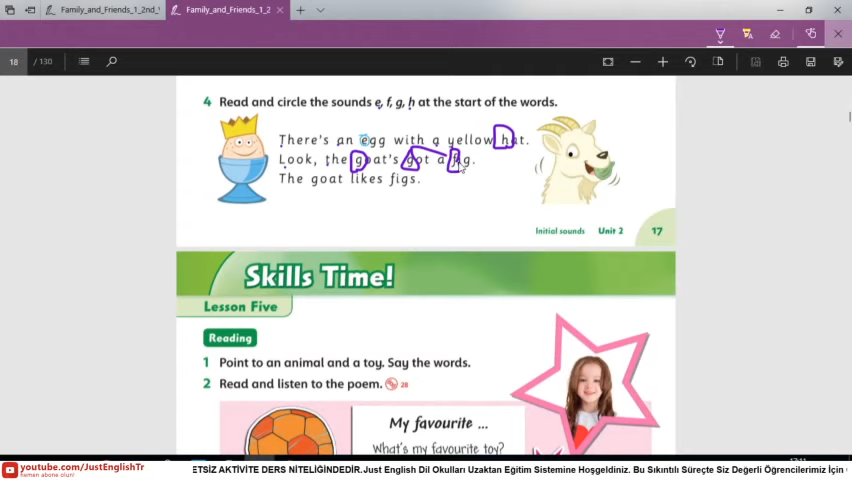 Family_and_Friends_1_2nd_
Family_and_Friends_1_2
18 / 130
4 Read and circle the sounds e, f, g, h at the start of the words.
There's an egg with a yellow hat.
Look, the goat's got a fig.
The goat likes figs.
Initial sounds Unit 2 17
Skills Time!
Lesson Five
Reading
1 Point to an animal and a toy. Say the words.
2 Read and listen to the poem. 28
My favourite ...
What's my favourite toy?
youtube.com/JustEnglishTr
hemen abone olun!
ETSİZ AKTİVİTE DERS NİTELİĞİNDEDİR.Just English Dil Okulları Uzaktan Eğitim Sistemine Hoşgeldiniz. Bu Sıkıntılı Süreçte Siz Değerli Öğrencilerimiz İçin